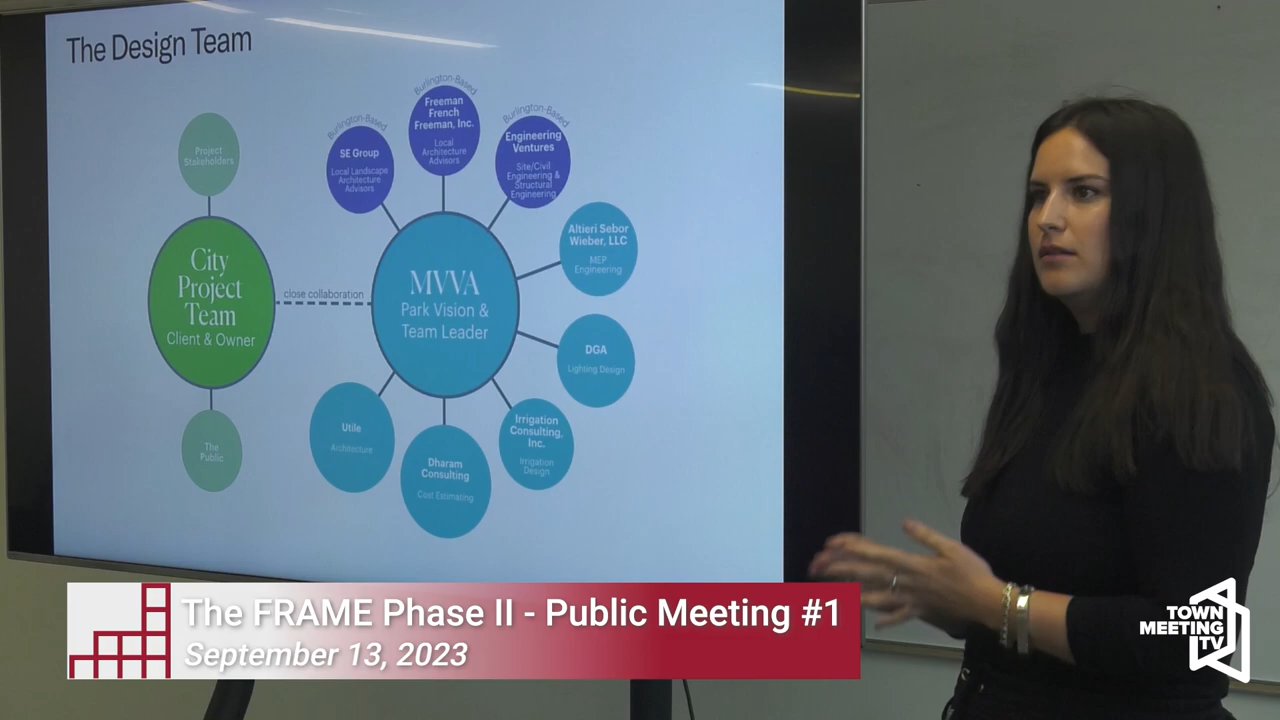 The Design Team
Project
Stakeholders
City
Project
Team
Client & Owner
The
Public
close collaboration
MVVA
Park Vision &
Team Leader
Burlington-Based
SE Group
Local Landscape
Architecture
Advisors
Burlington-Based
Freeman
French
Freeman, Inc.
Local
Architecture
Advisors
Burlington-Based
Engineering
Ventures
Site/Civil
Engineering &
Structural
Engineering
Altieri Sebor
Wieber, LLC
MEP
Engineering
DGA
Lighting Design
Irrigation
Consulting,
Inc.
Irrigation
Design
Dharam
Consulting
Cost Estimating
Utile
Architecture
The FRAME Phase II - Public Meeting #1
September 13, 2023
TOWN
MEETING
TV